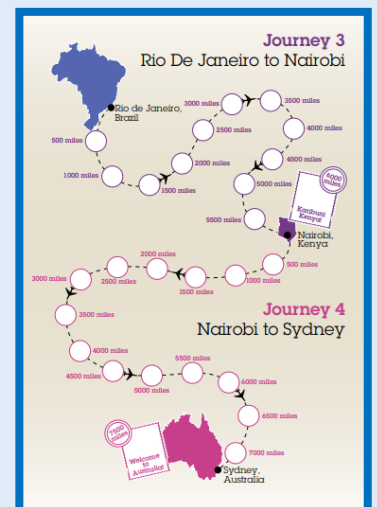 Journey 3
Rio De Janeiro to Nairobi
Rio de Janeiro,
Brazil
500 miles
1000 miles
1500 miles
2000 miles
2500 miles
3000 miles
3500 miles
4000 miles
4500 miles
5000 miles
5500 miles
6000
miles
Karibuni
Kenya!
Nairobi,
Kenya
500 miles
1000 miles
1500 miles
2000 miles
2500 miles
3000 miles
Journey 4
Nairobi to Sydney
3500 miles
4000 miles
4500 miles
5000 miles
5500 miles
6000 miles
6500 miles
7000 miles
7500
miles
Welcome
to
Australia!
Sydney,
Australia